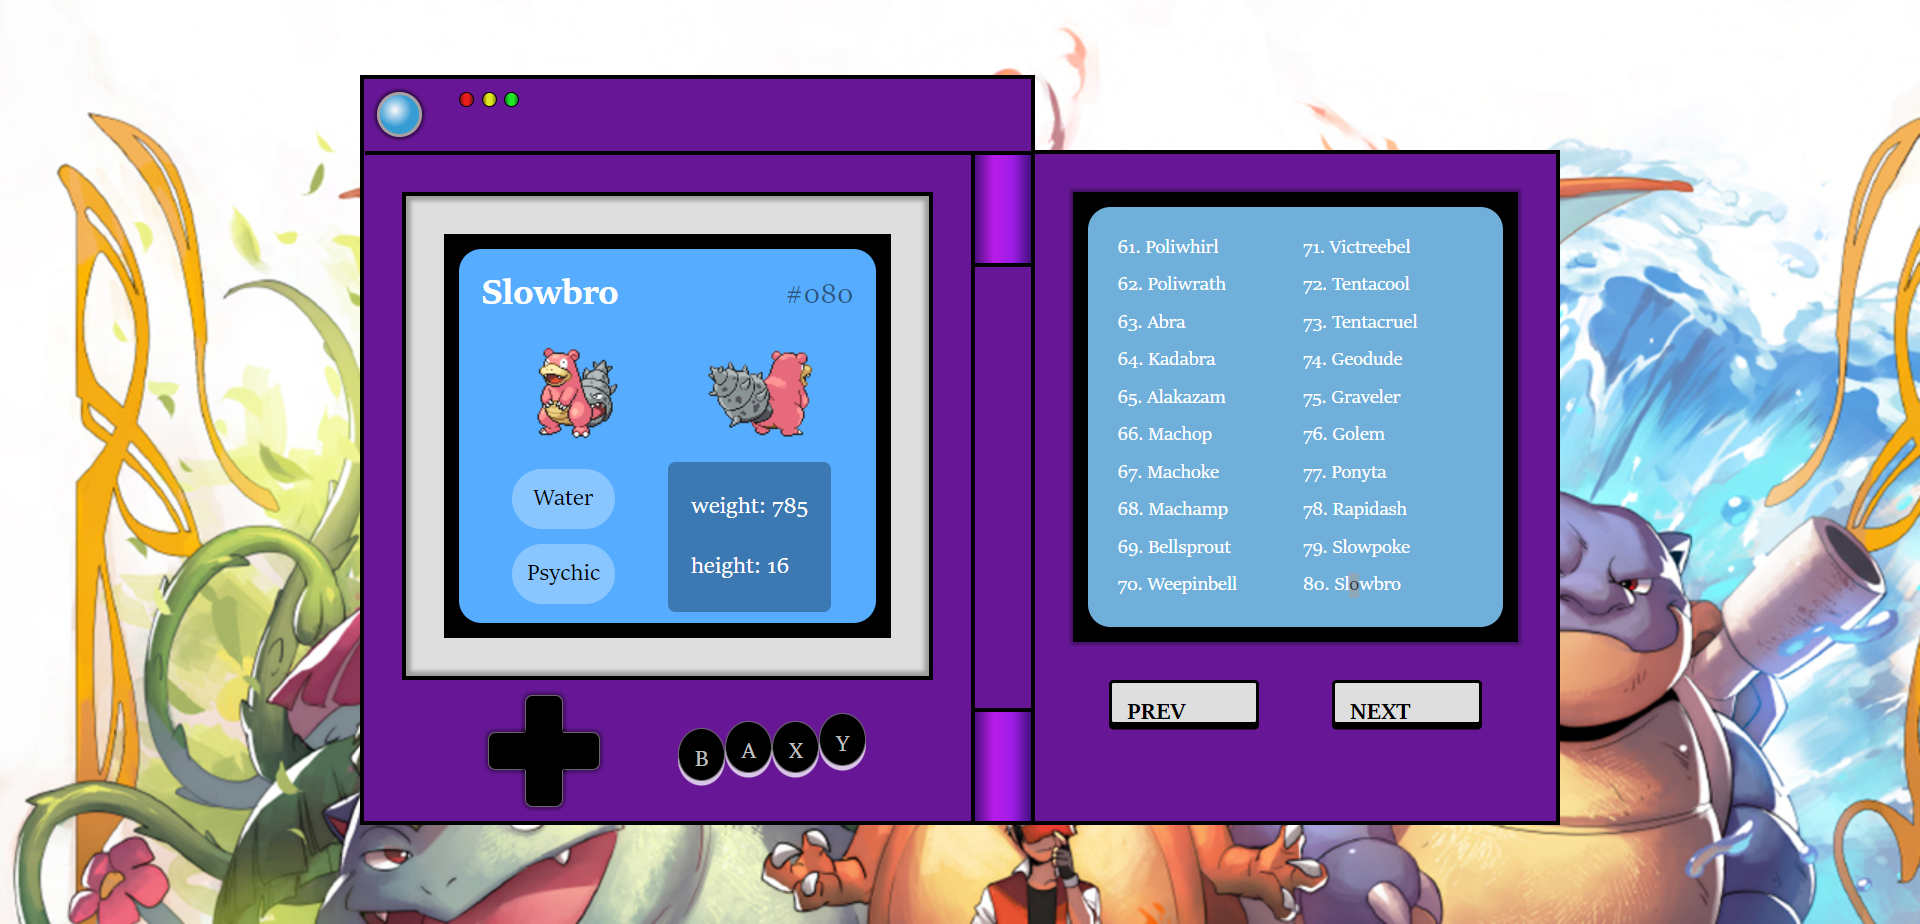 Slowbro
#080
Water
Psychic
weight: 785
height: 16
B A X Y
61. Poliwhirl
62. Poliwrath
63. Abra
64. Kadabra
65. Alakazam
66. Machop
67. Machoke
68. Machamp
69. Bellsprout
70. Weepinbell
71. Victreebel
72. Tentacool
73. Tentacruel
74. Geodude
75. Graveler
76. Golem
77. Ponyta
78. Rapidash
79. Slowpoke
80. Slowbro
PREV
NEXT